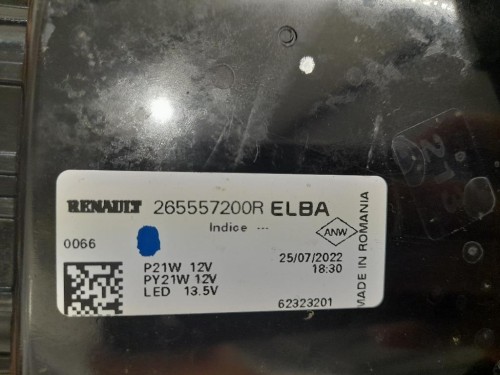 RENAULT 265557200R ELBA
Indice ---
ANW
0066
25/07/2022
18:30
P21W 12V
PY21W 12V
LED 13.5V
62323201
MADE IN ROMANIA